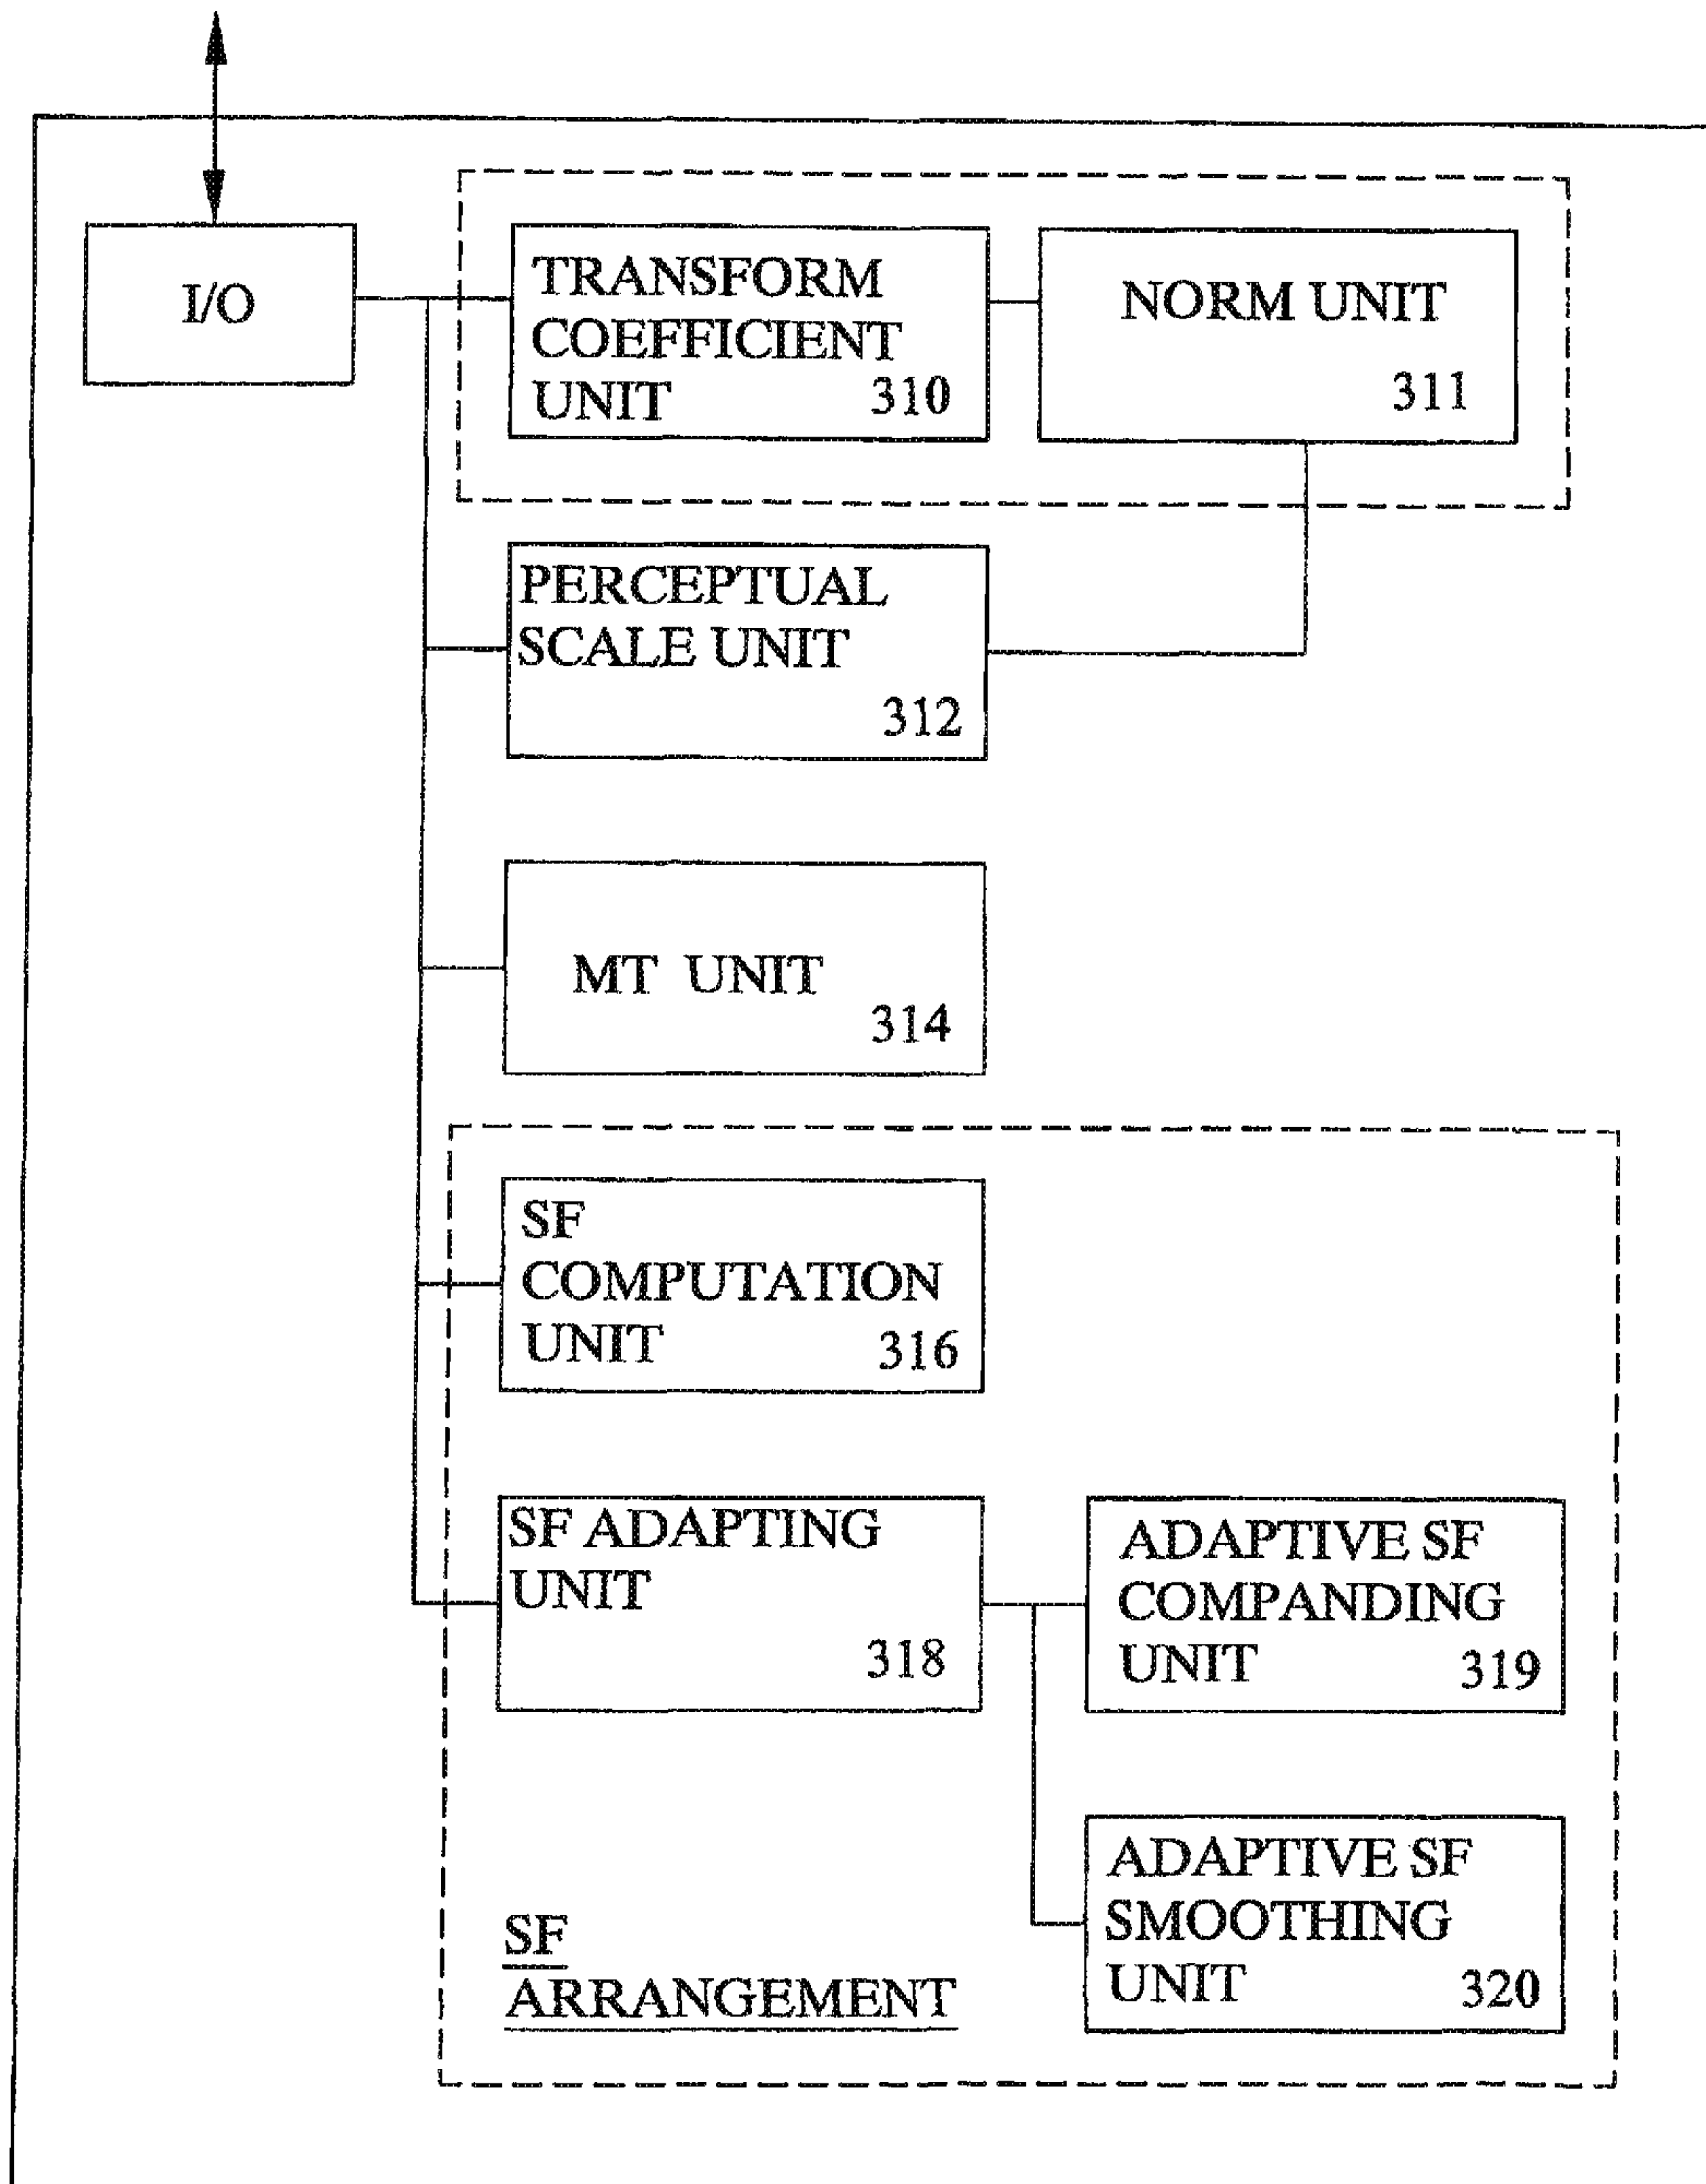 I/O
TRANSFORM
COEFFICIENT
UNIT 310
NORM UNIT
311
PERCEPTUAL
SCALE UNIT
312
MT UNIT
314
SF
COMPUTATION
UNIT 316
SF ADAPTING
UNIT
318
ADAPTIVE SF
COMPANDING
UNIT 319
ADAPTIVE SF
SMOOTHING
UNIT 320
SF
ARRANGEMENT